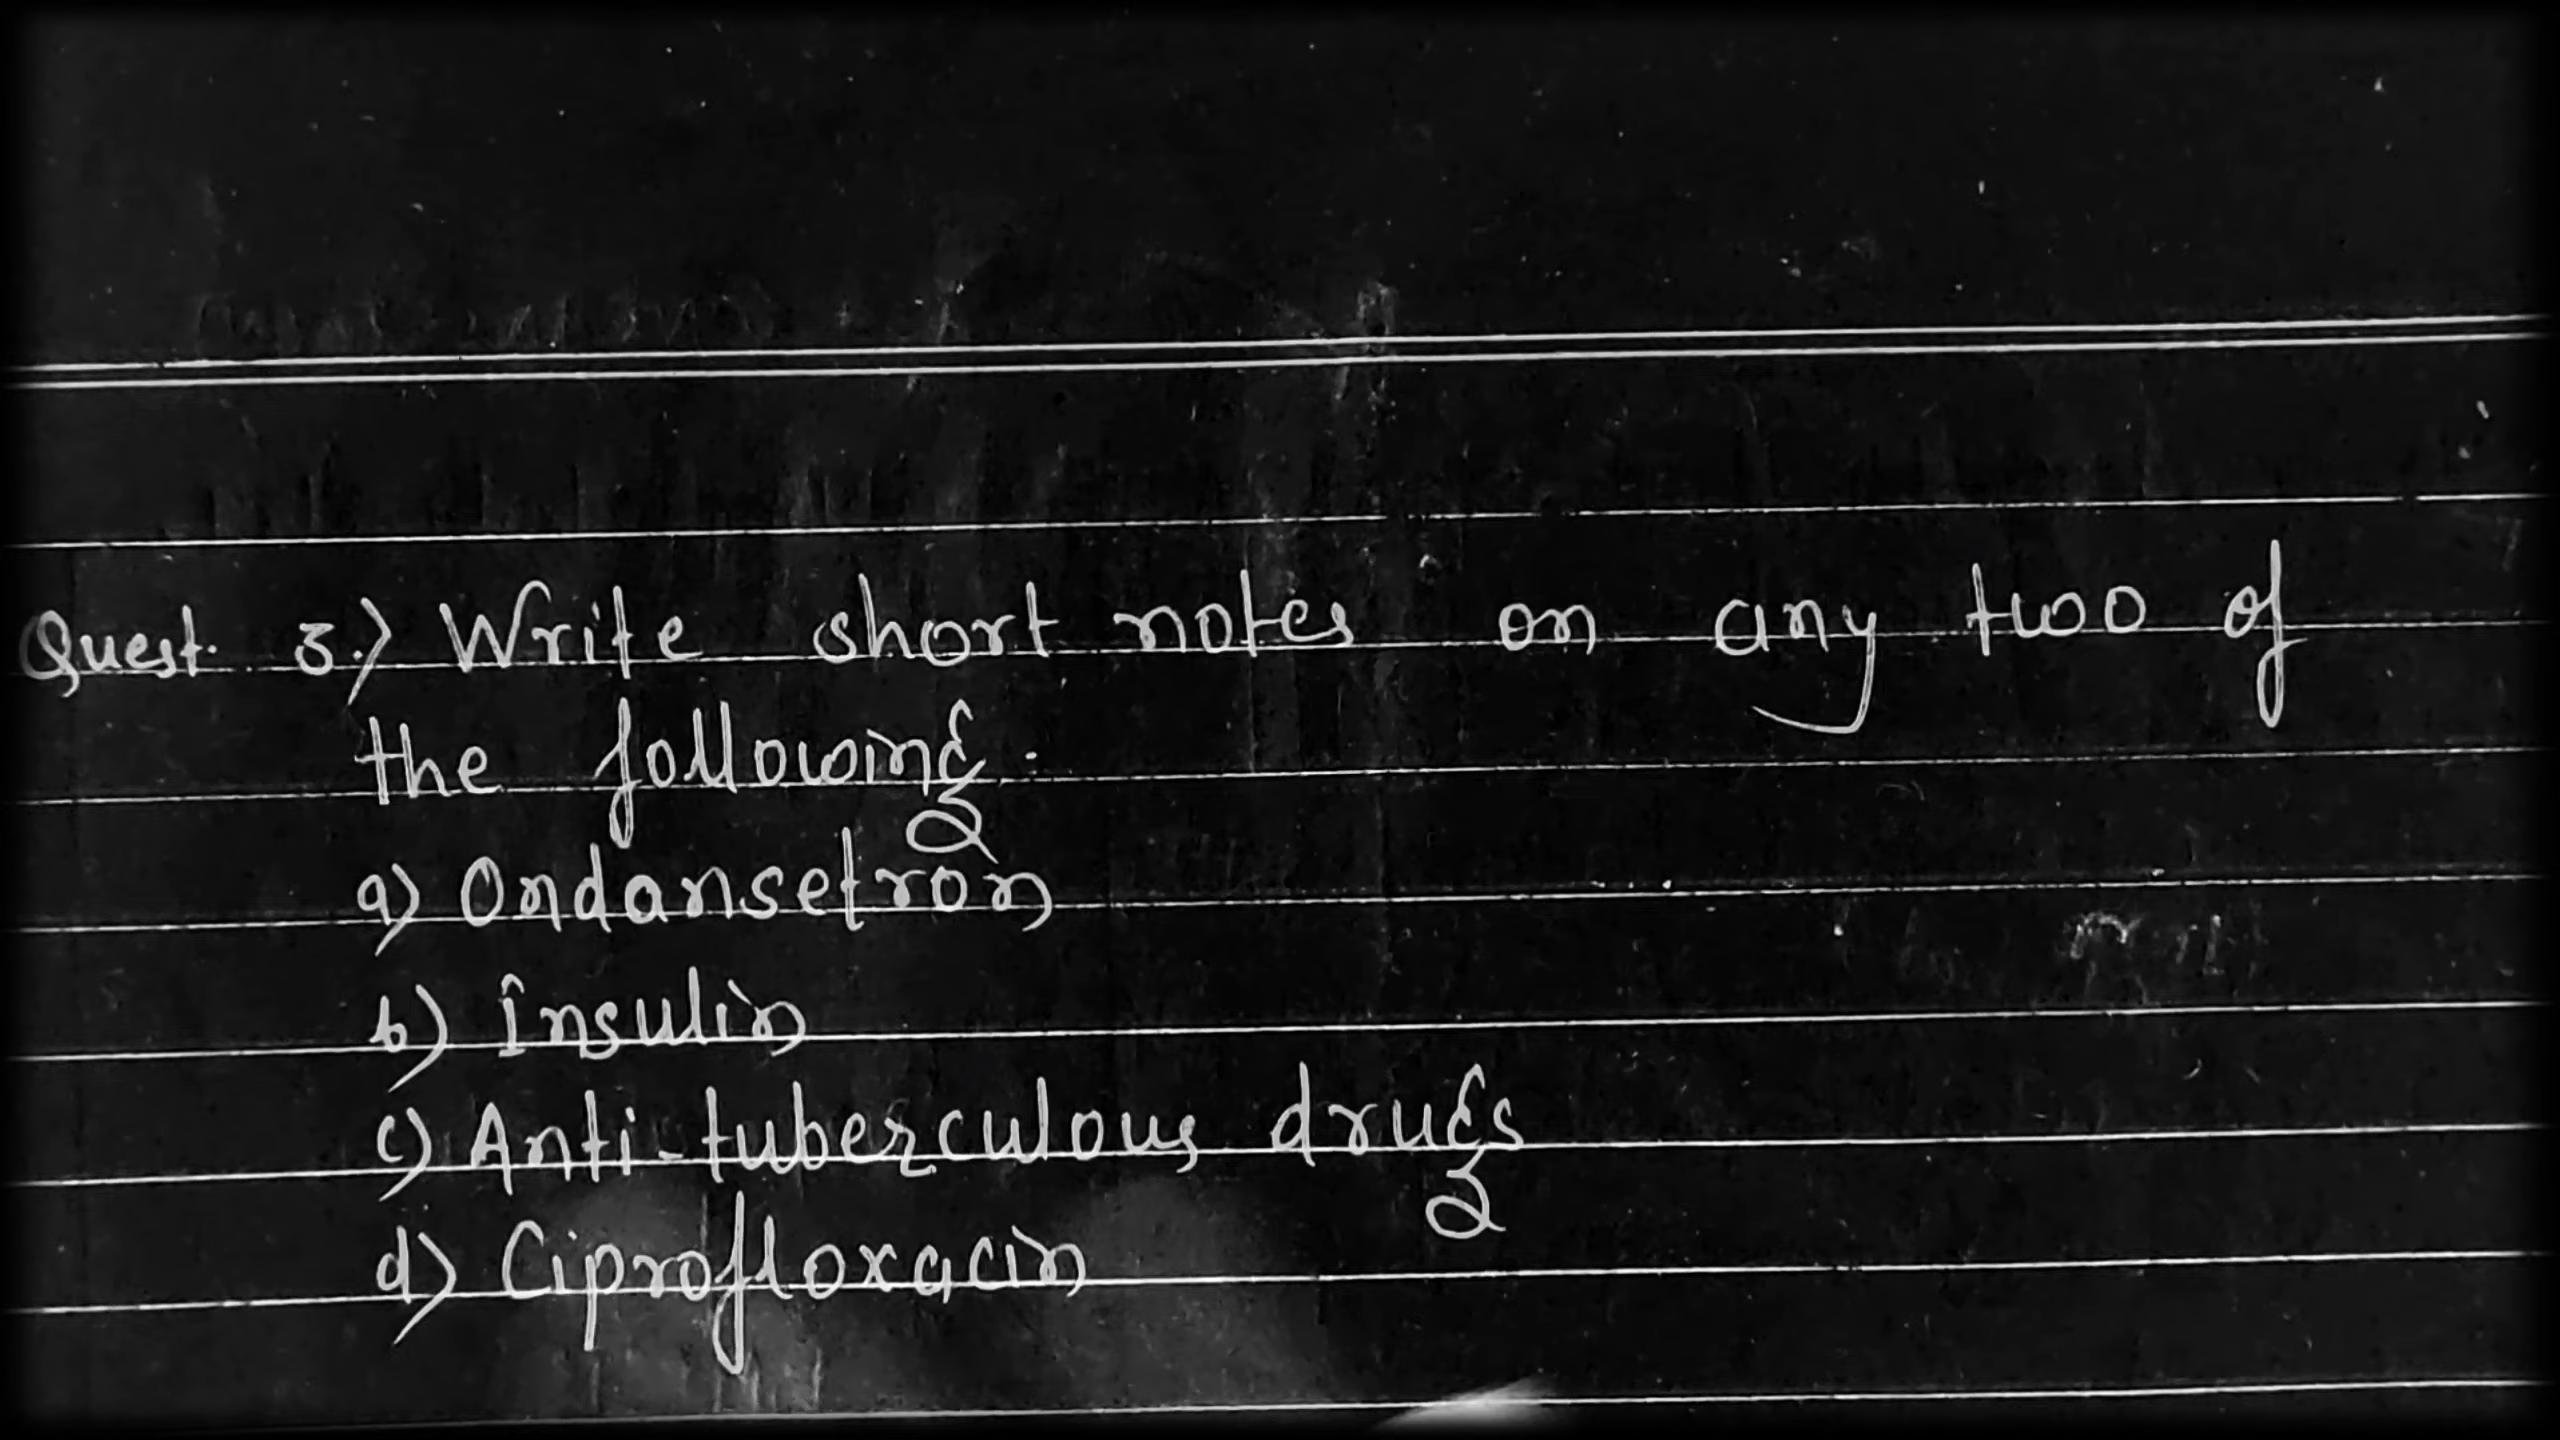 Quest. 3.) Write short notes on any two of
the following.
a) Ondansetron
b) Insulin
c) Anti-tuberculous drugs
d) Ciprofloxacin